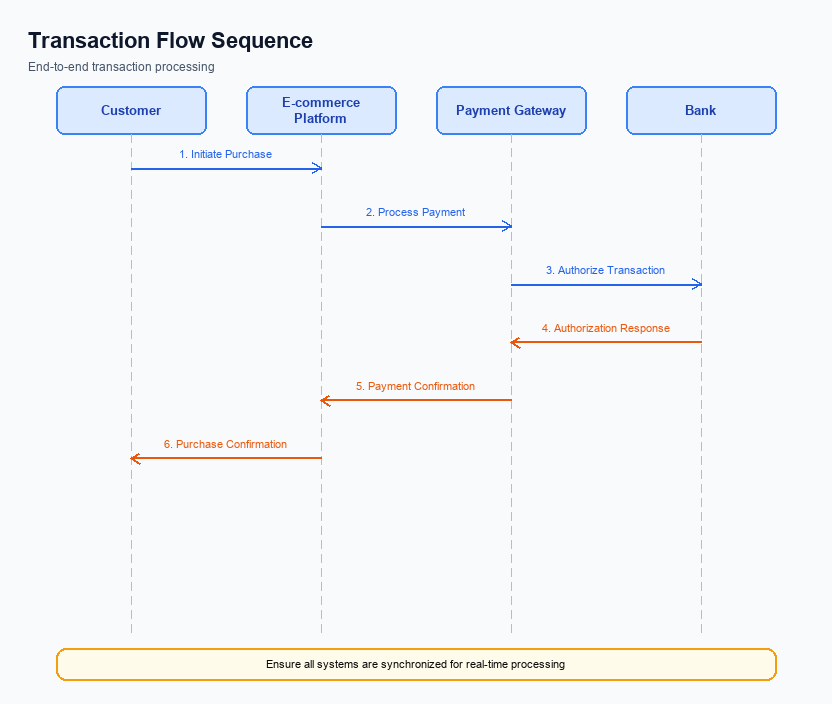 Transaction Flow Sequence
End-to-end transaction processing
Customer
E-commerce
Platform
Payment Gateway
Bank
1. Initiate Purchase
2. Process Payment
3. Authorize Transaction
4. Authorization Response
5. Payment Confirmation
6. Purchase Confirmation
Ensure all systems are synchronized for real-time processing